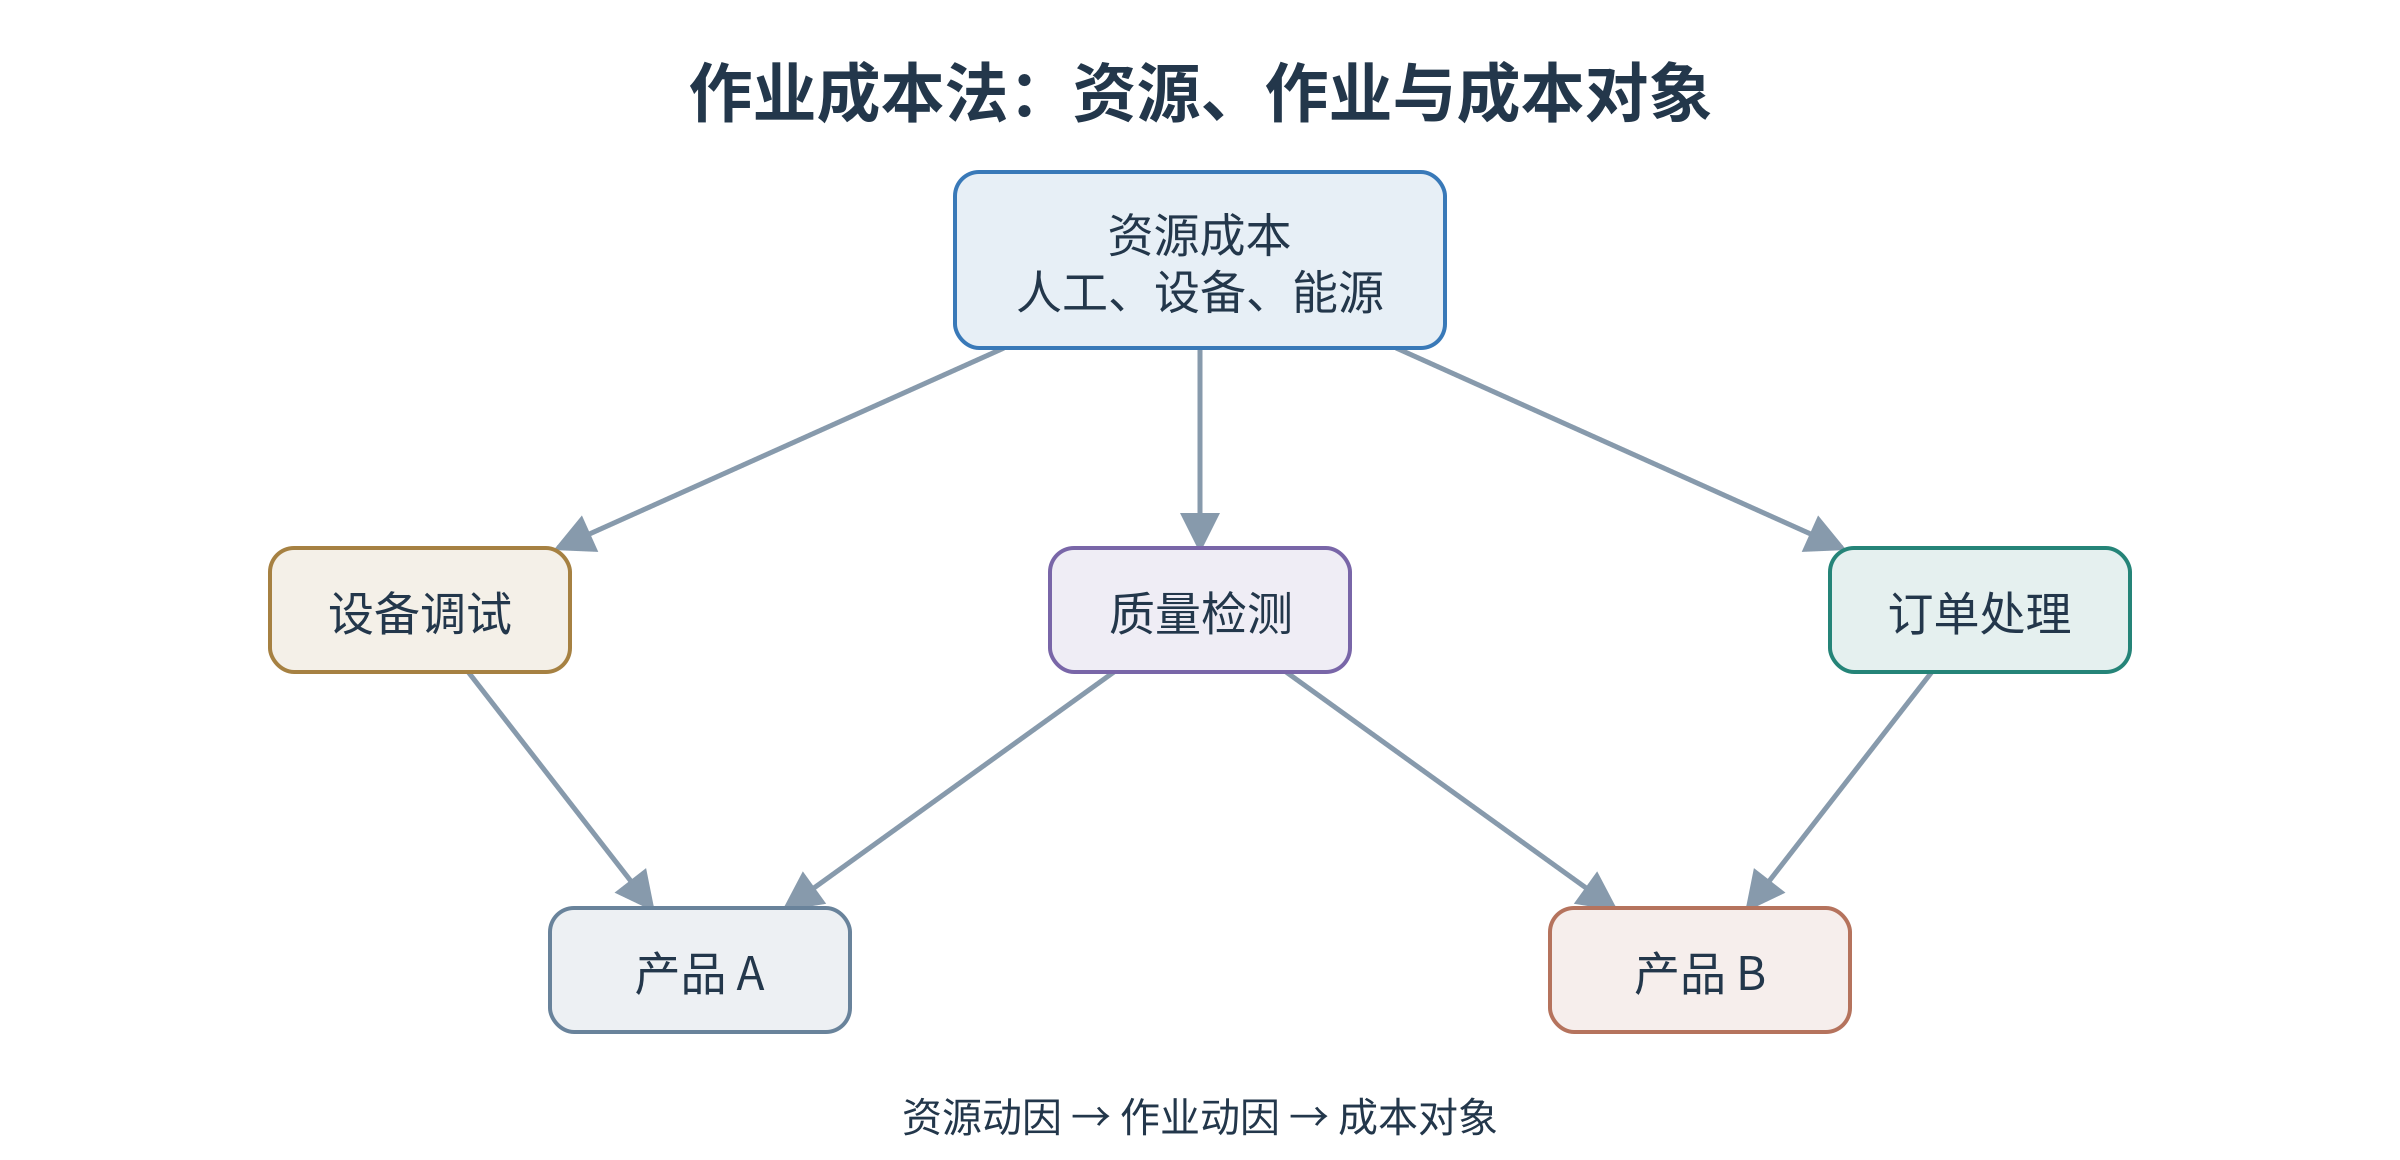 作业成本法：资源、作业与成本对象
资源成本
人工、设备、能源
设备调试
质量检测
订单处理
产品 A
产品 B
资源动因 → 作业动因 → 成本对象